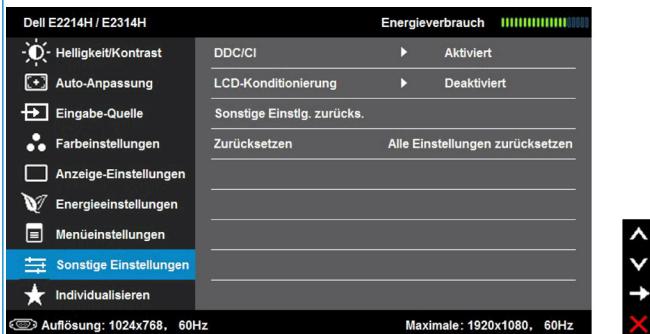 Dell E2214H / E2314H Energieverbrauch
Helligkeit/Kontrast DDC/CI Aktiviert
Auto-Anpassung LCD-Konditionierung Deaktiviert
Eingabe-Quelle Sonstige Einstlg. zurücks.
Farbeinstellungen Zurücksetzen Alle Einstellungen zurücksetzen
Anzeige-Einstellungen
Energieeinstellungen
Menüeinstellungen
Sonstige Einstellungen
Individualisieren
Auflösung: 1024x768, 60Hz Maximale: 1920x1080, 60Hz